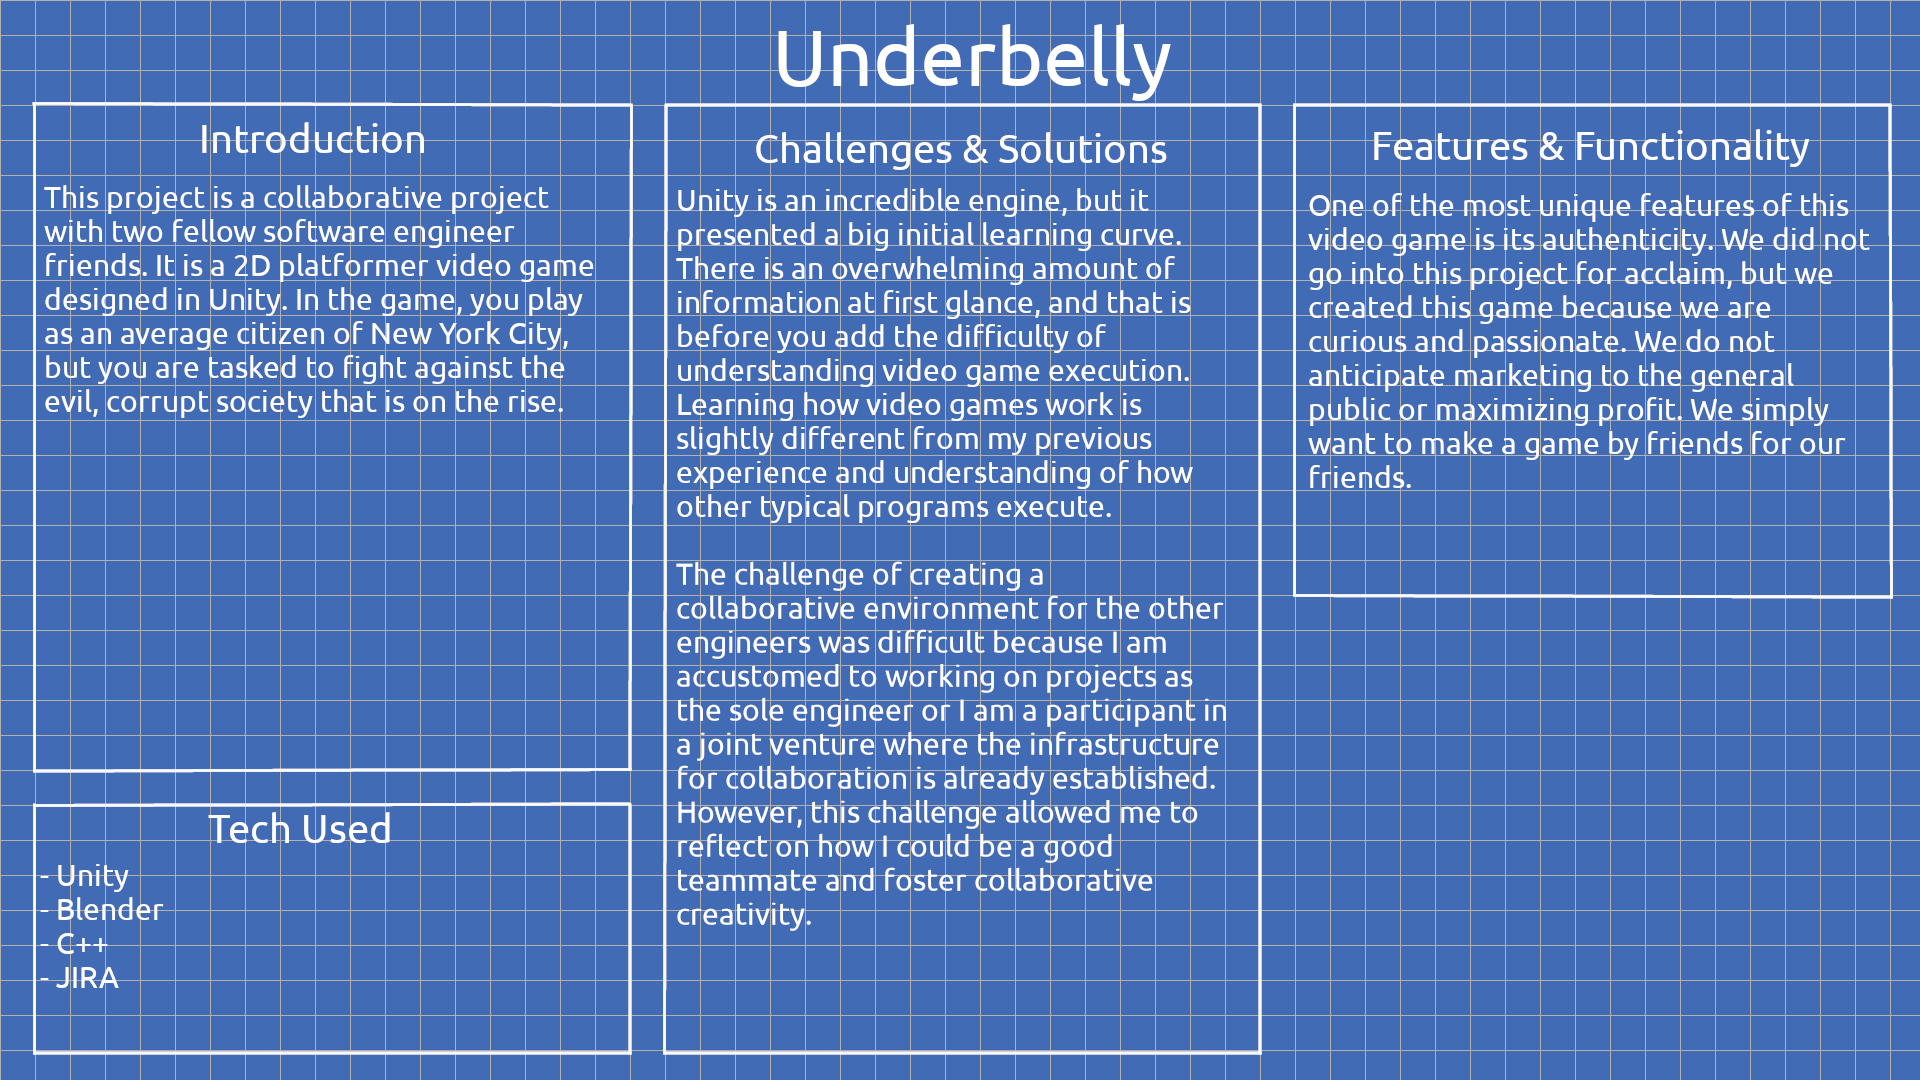 Underbelly
Introduction
This project is a collaborative project
with two fellow software engineer
friends. It is a 2D platformer video game
designed in Unity. In the game, you play
as an average citizen of New York City,
but you are tasked to fight against the
evil, corrupt society that is on the rise.
Tech Used
- Unity
- Blender
- C++
- JIRA
Challenges & Solutions
Unity is an incredible engine, but it
presented a big initial learning curve.
There is an overwhelming amount of
information at first glance, and that is
before you add the difficulty of
understanding video game execution.
Learning how video games work is
slightly different from my previous
experience and understanding of how
other typical programs execute.
The challenge of creating a
collaborative environment for the other
engineers was difficult because I am
accustomed to working on projects as
the sole engineer or I am a participant in
a joint venture where the infrastructure
for collaboration is already established.
However, this challenge allowed me to
reflect on how I could be a good
teammate and foster collaborative
creativity.
Features & Functionality
One of the most unique features of this
video game is its authenticity. We did not
go into this project for acclaim, but we
created this game because we are
curious and passionate. We do not
anticipate marketing to the general
public or maximizing profit. We simply
want to make a game by friends for our
friends.